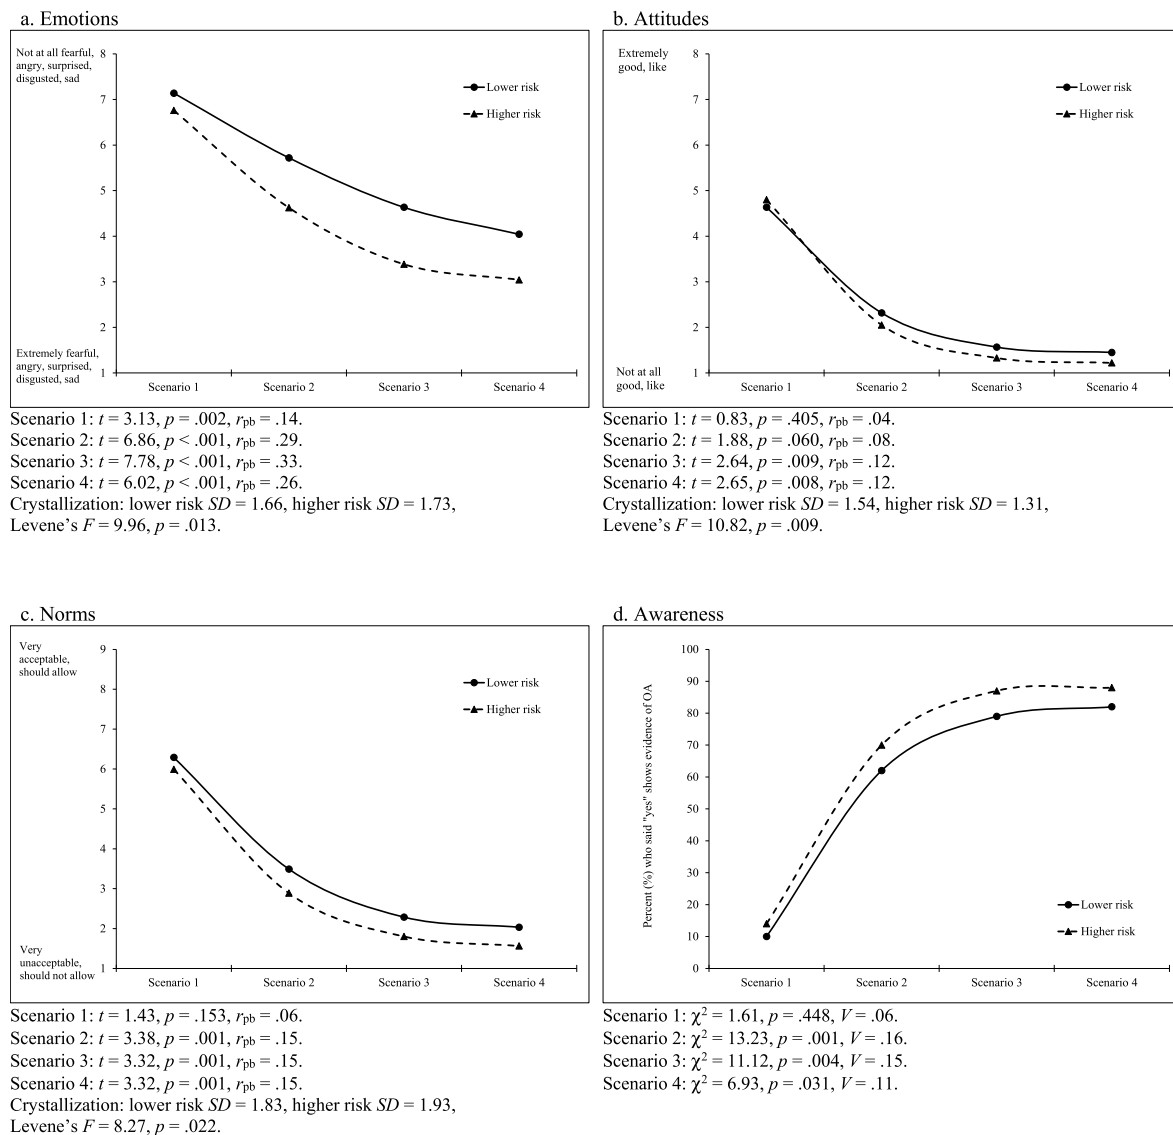 a. Emotions
Not at all fearful,
angry, surprised,
disgusted, sad
8
7
6
5
4
3
2
1
Extremely fearful,
angry, surprised,
disgusted, sad
Lower risk
Higher risk
Scenario 1 Scenario 2 Scenario 3 Scenario 4
Scenario 1: t = 3.13, p = .002, rpb = .14.
Scenario 2: t = 6.86, p < .001, rpb = .29.
Scenario 3: t = 7.78, p < .001, rpb = .33.
Scenario 4: t = 6.02, p < .001, rpb = .26.
Crystallization: lower risk SD = 1.66, higher risk SD = 1.73,
Levene's F = 9.96, p = .013.
b. Attitudes
Extremely
good, like
8
7
6
5
4
3
2
1
Not at all
good, like
Lower risk
Higher risk
Scenario 1 Scenario 2 Scenario 3 Scenario 4
Scenario 1: t = 0.83, p = .405, rpb = .04.
Scenario 2: t = 1.88, p = .060, rpb = .08.
Scenario 3: t = 2.64, p = .009, rpb = .12.
Scenario 4: t = 2.65, p = .008, rpb = .12.
Crystallization: lower risk SD = 1.54, higher risk SD = 1.31,
Levene's F = 10.82, p = .009.
c. Norms
Very
acceptable,
should allow
9
8
7
6
5
4
3
2
1
Very
unacceptable,
should not allow
Lower risk
Higher risk
Scenario 1 Scenario 2 Scenario 3 Scenario 4
Scenario 1: t = 1.43, p = .153, rpb = .06.
Scenario 2: t = 3.38, p = .001, rpb = .15.
Scenario 3: t = 3.32, p = .001, rpb = .15.
Scenario 4: t = 3.32, p = .001, rpb = .15.
Crystallization: lower risk SD = 1.83, higher risk SD = 1.93,
Levene's F = 8.27, p = .022.
d. Awareness
Percent (%) who said "yes" shows evidence of OA
100
90
80
70
60
50
40
30
20
10
0
Lower risk
Higher risk
Scenario 1 Scenario 2 Scenario 3 Scenario 4
Scenario 1: χ² = 1.61, p = .448, V = .06.
Scenario 2: χ² = 13.23, p = .001, V = .16.
Scenario 3: χ² = 11.12, p = .004, V = .15.
Scenario 4: χ² = 6.93, p = .031, V = .11.